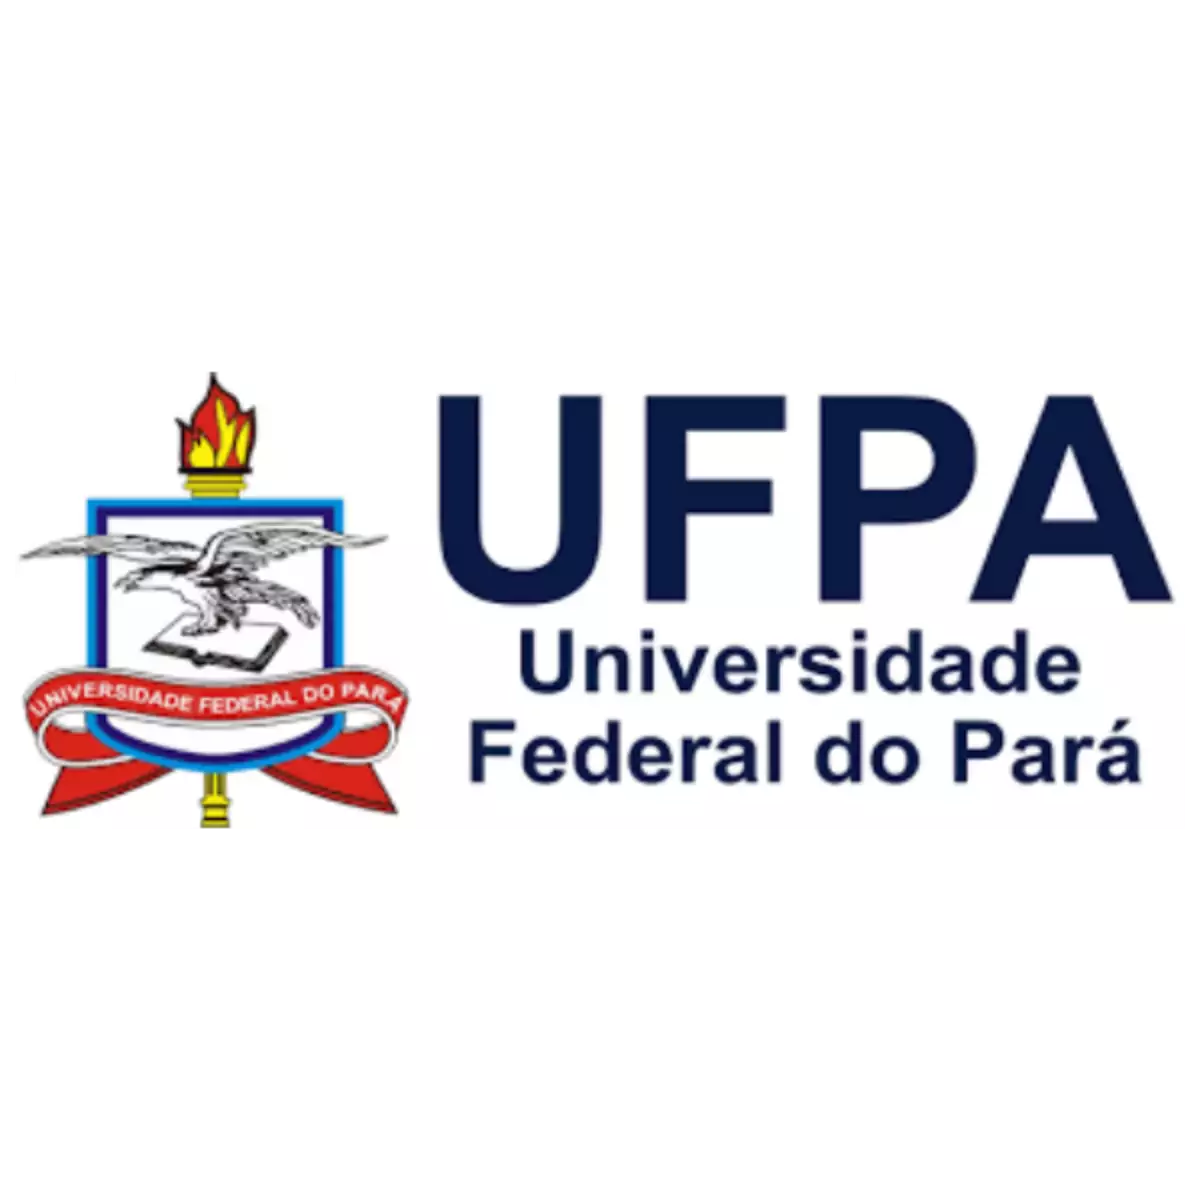 UFPA
Universidade
Federal do Pará
UNIVERSIDADE FEDERAL DO PARÁ